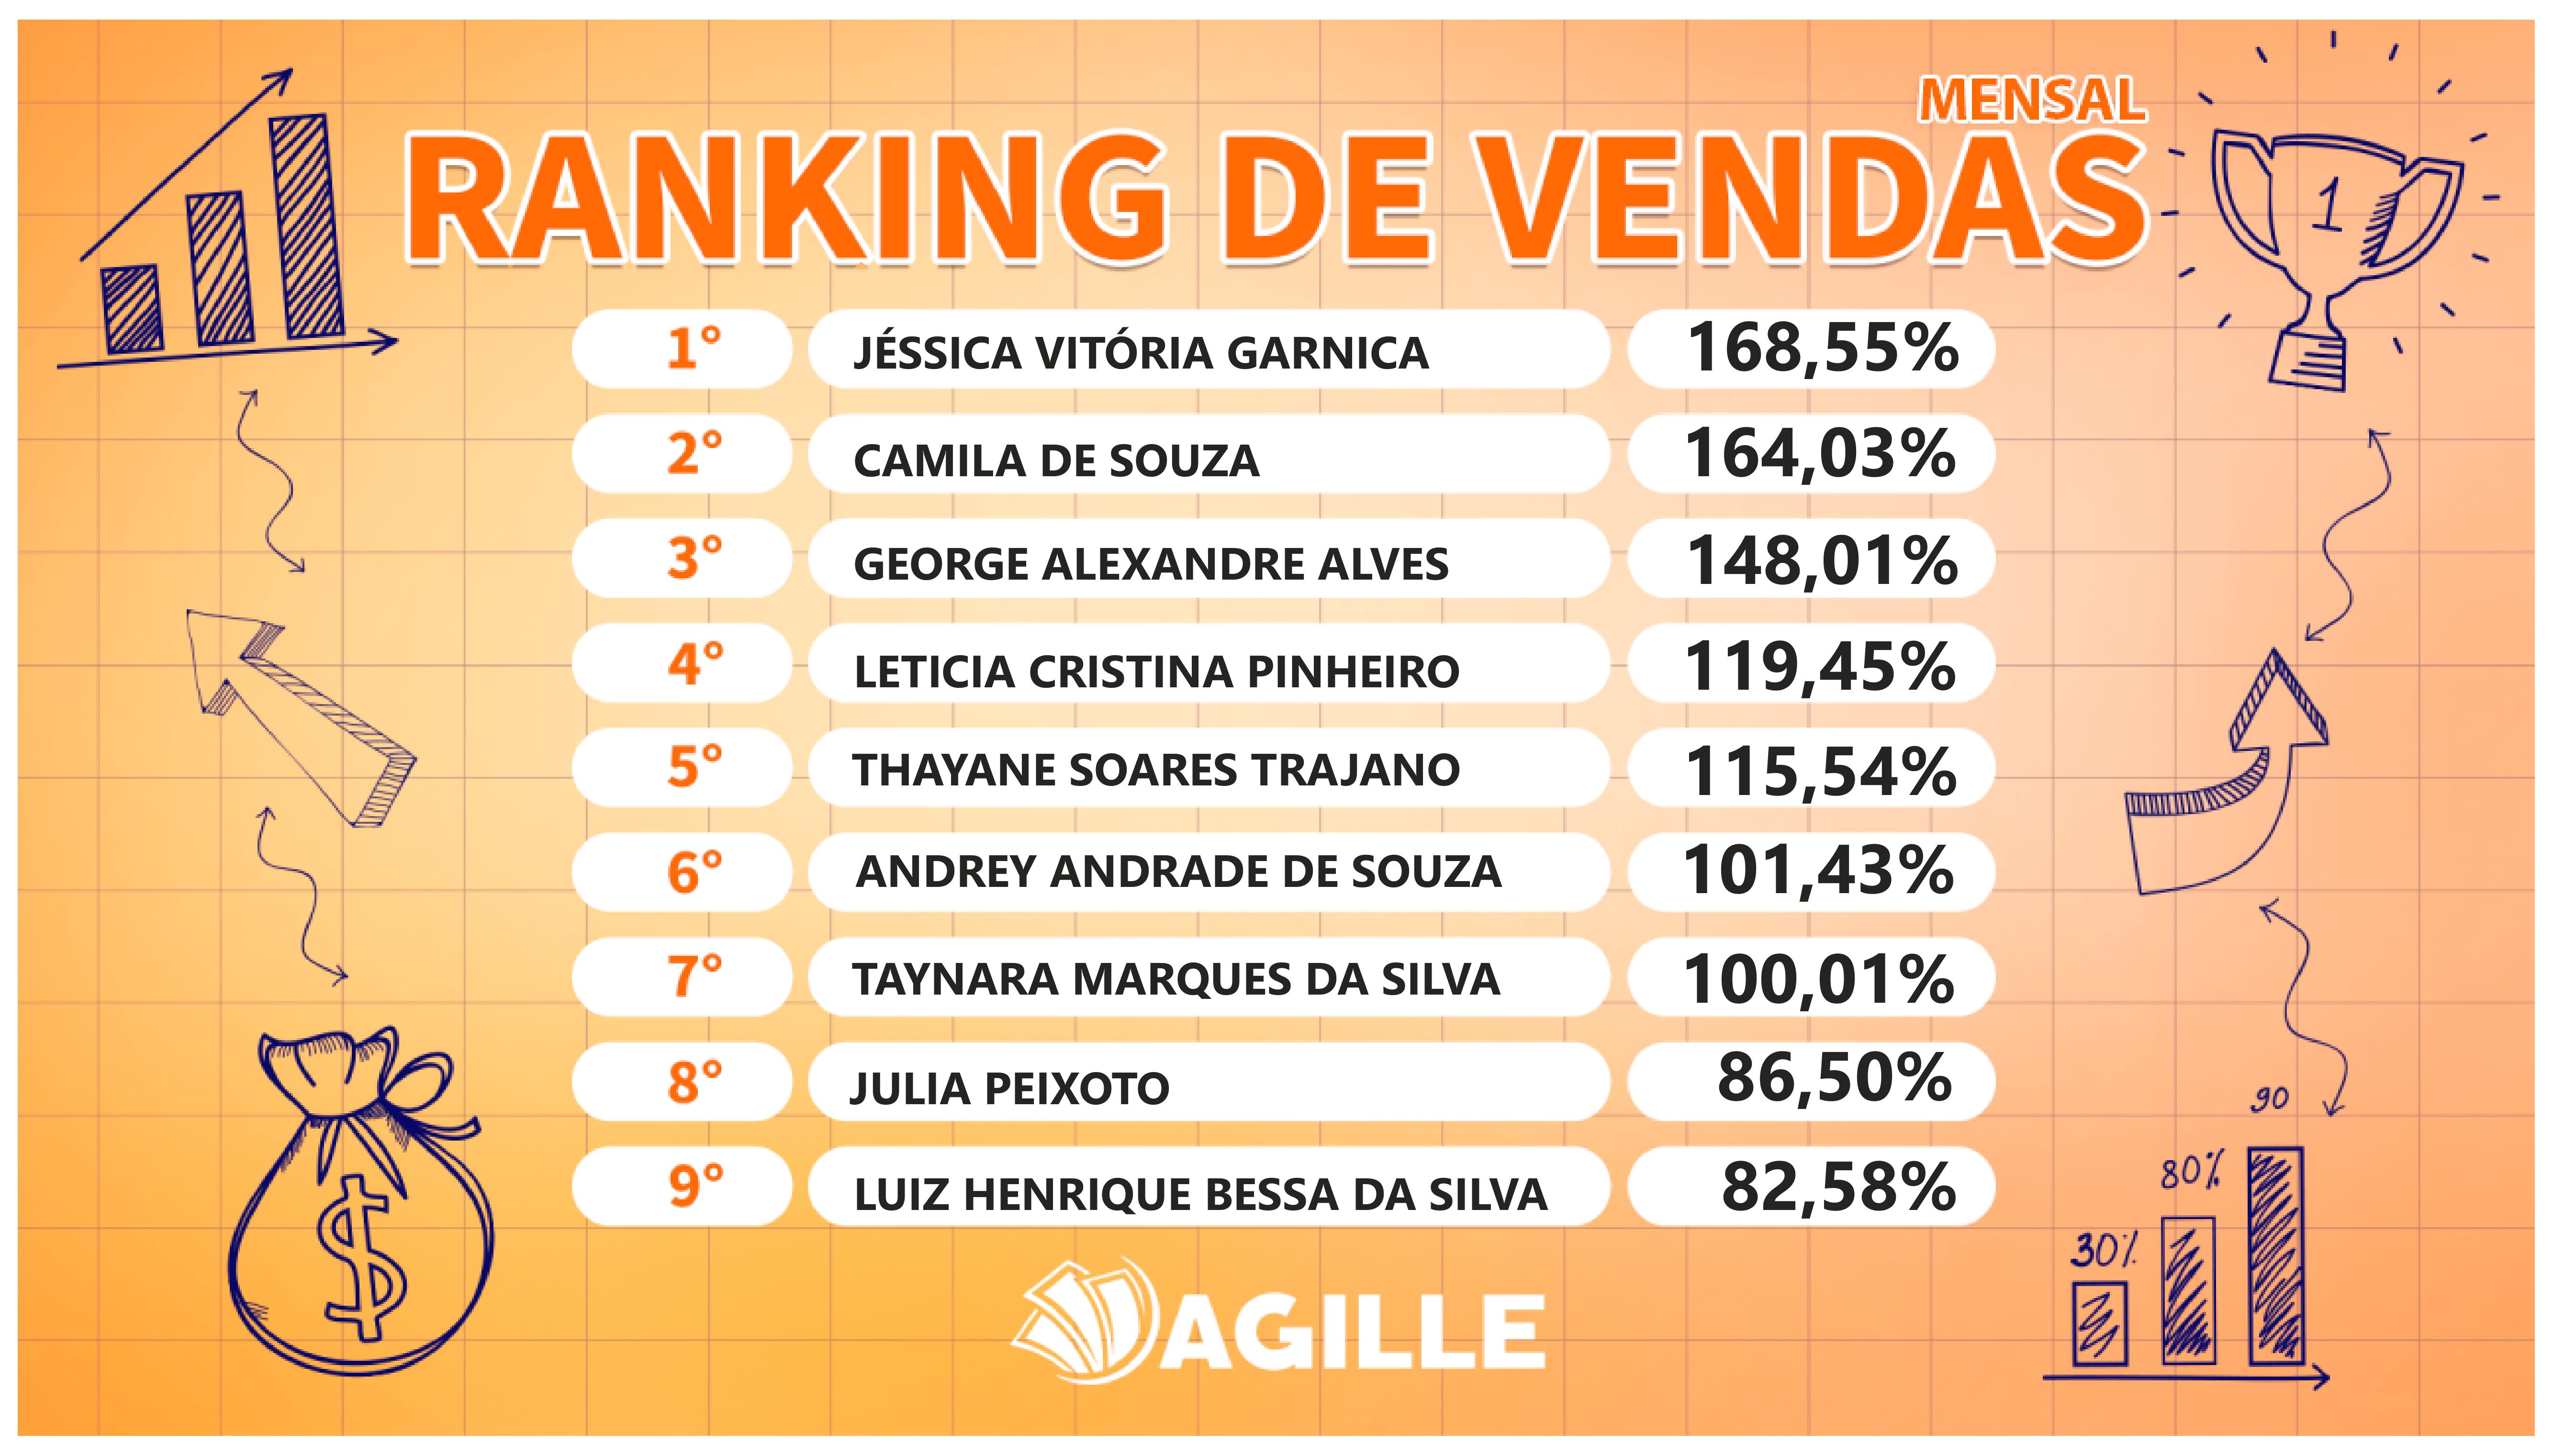 MENSAL
RANKING DE VENDAS
1
1° JÉSSICA VITÓRIA GARNICA 168,55%
2° CAMILA DE SOUZA 164,03%
3° GEORGE ALEXANDRE ALVES 148,01%
4° LETICIA CRISTINA PINHEIRO 119,45%
5° THAYANE SOARES TRAJANO 115,54%
6° ANDREY ANDRADE DE SOUZA 101,43%
7° TAYNARA MARQUES DA SILVA 100,01%
8° JULIA PEIXOTO 86,50%
9° LUIZ HENRIQUE BESSA DA SILVA 82,58%
90
80%
30%
$
AGILLE